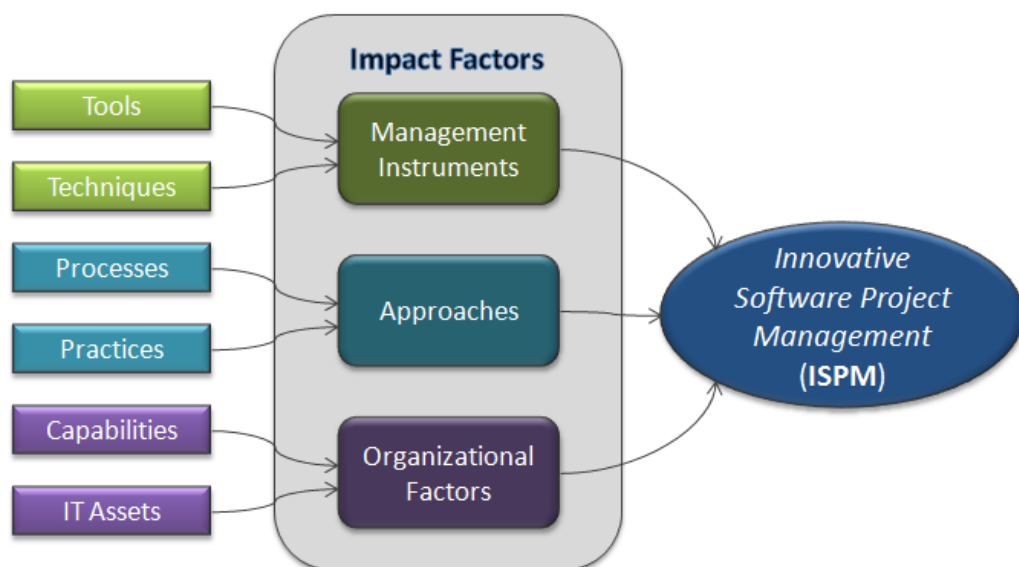 Impact Factors
Tools
Techniques
Processes
Practices
Capabilities
IT Assets
Management
Instruments
Approaches
Organizational
Factors
Innovative
Software Project
Management
(ISPM)